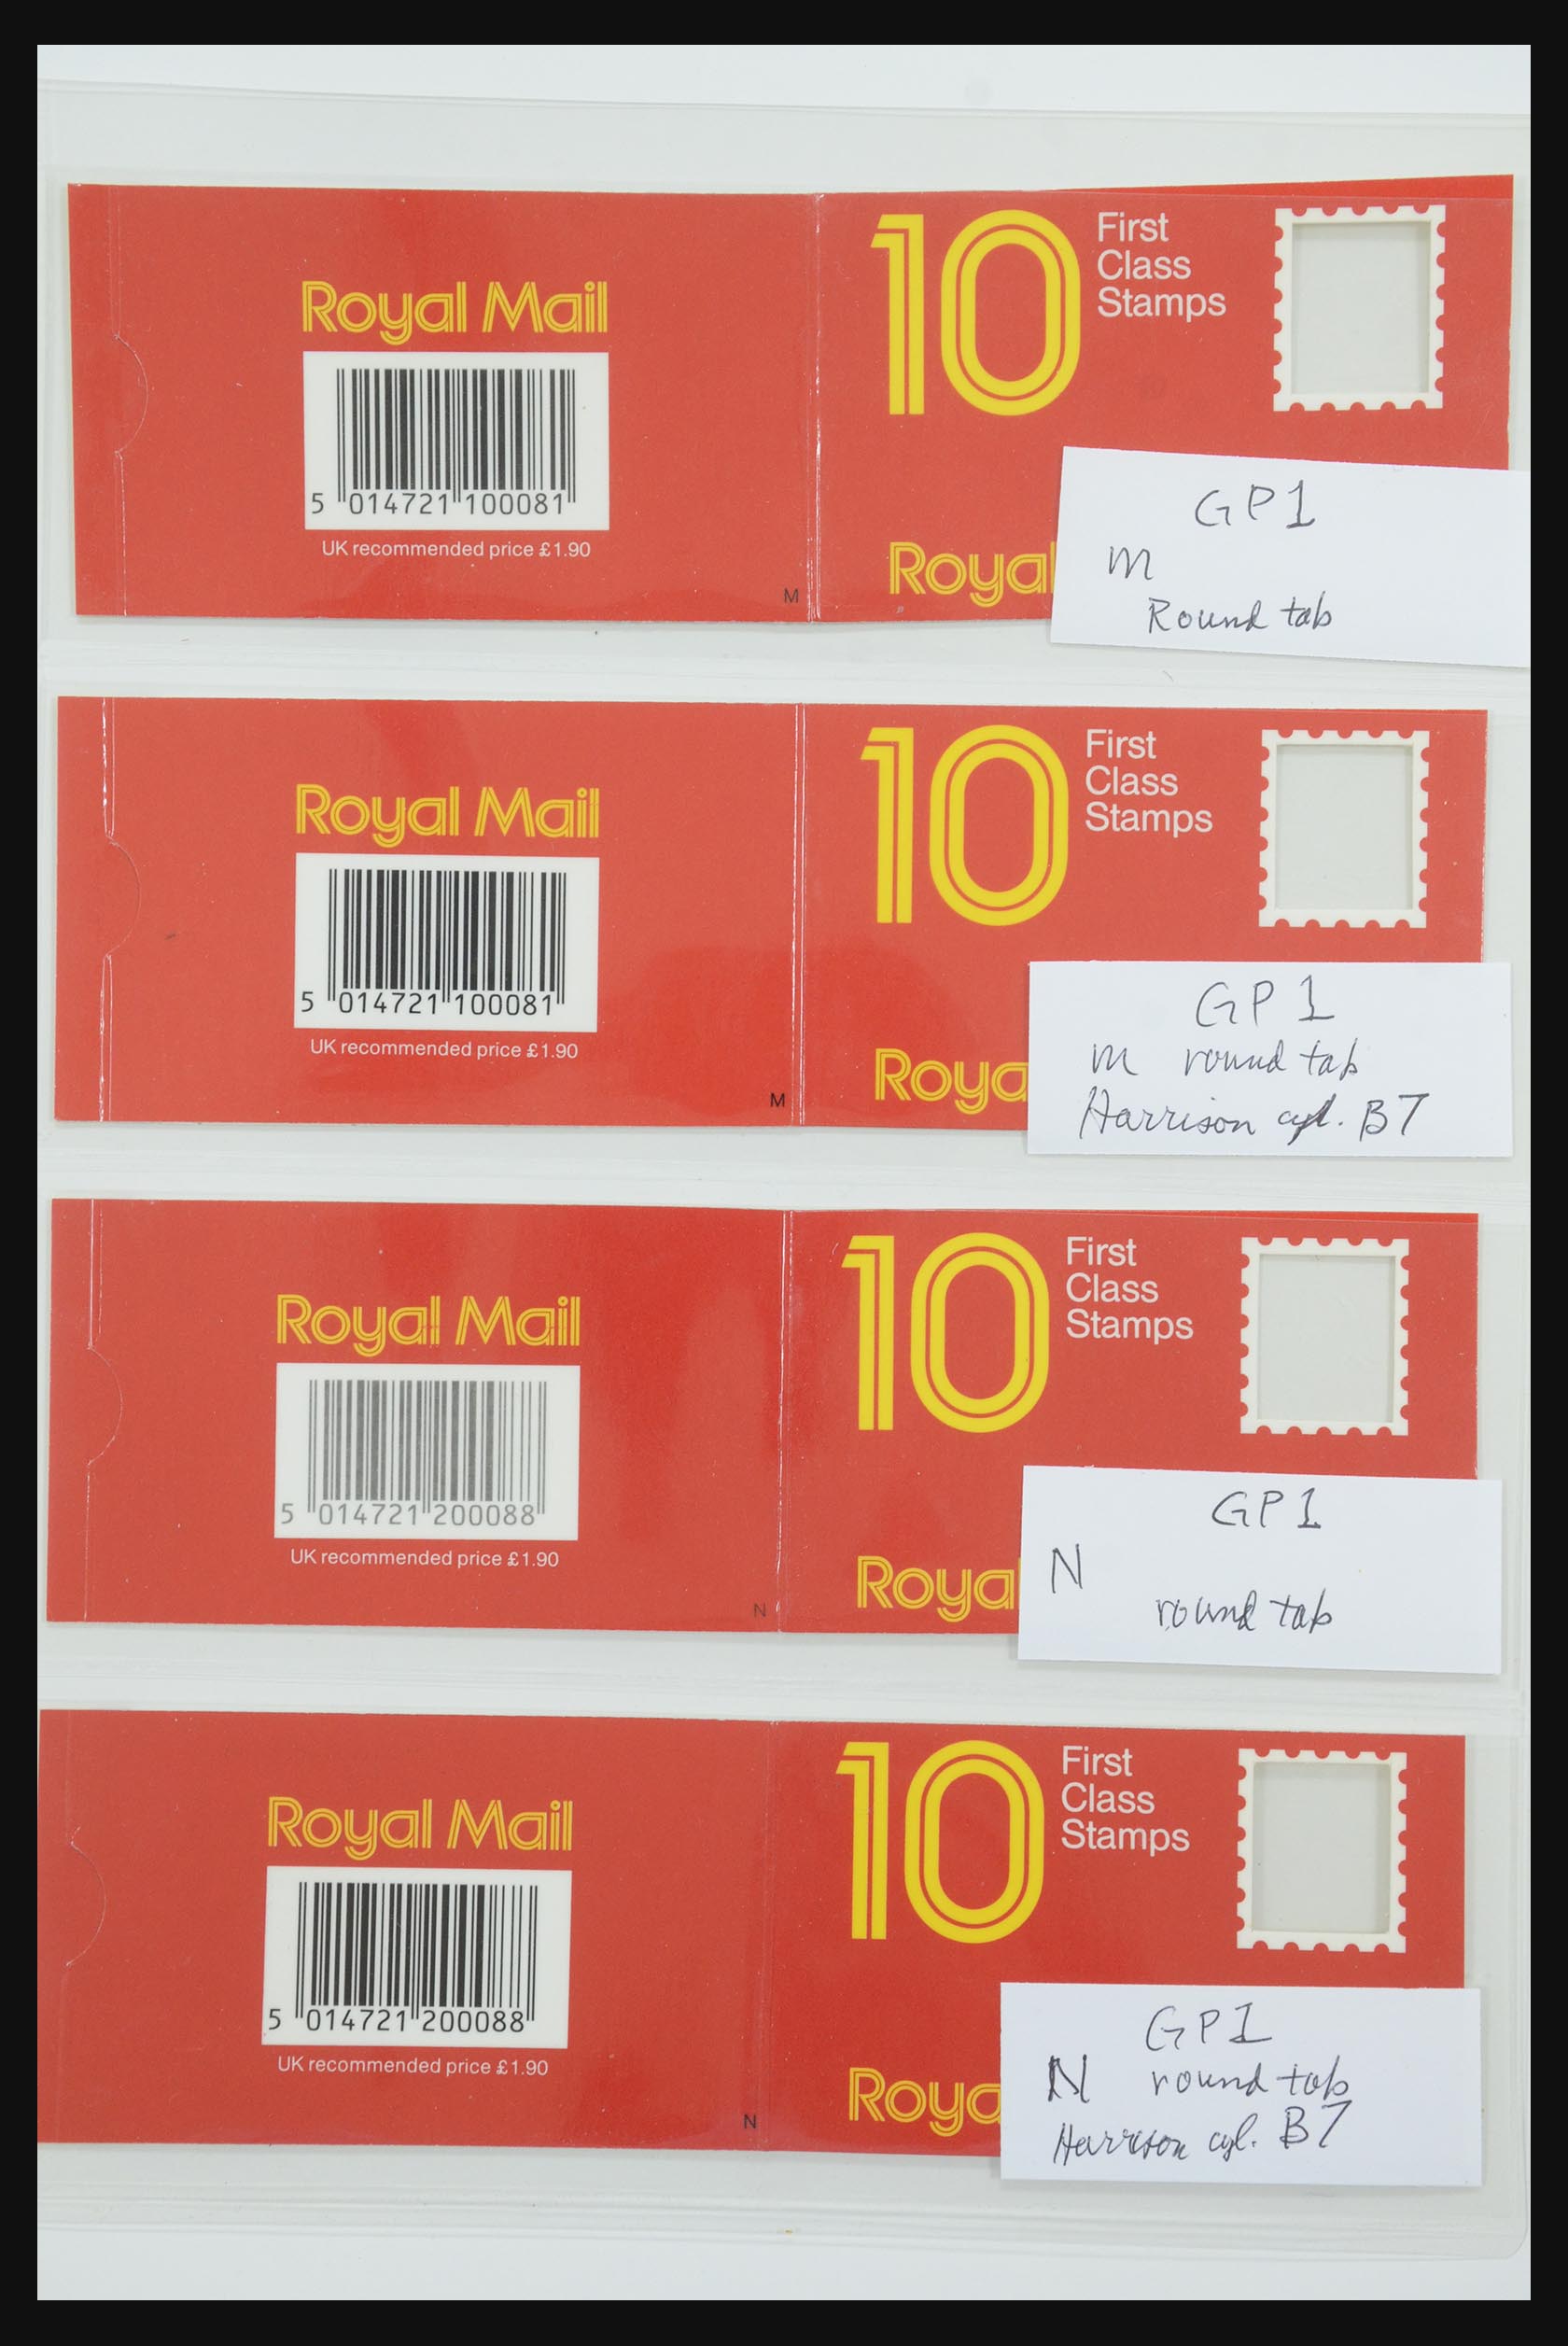 Royal Mail
5 014721 100081
UK recommended price £1.90
M
10
First
Class
Stamps
Royal
GP1
M
Round tab
Royal Mail
5 014721 100081
UK recommended price £1.90
M
10
First
Class
Stamps
Roya
GP1
M round tab
Harrison cyl. B7
Royal Mail
5 014721 200088
UK recommended price £1.90
N
10
First
Class
Stamps
Royal
GP1
N
round tab
Royal Mail
5 014721 200088
UK recommended price £1.90
N
10
First
Class
Stamps
Roya
GP1
N round tab
Harrison cyl. B7